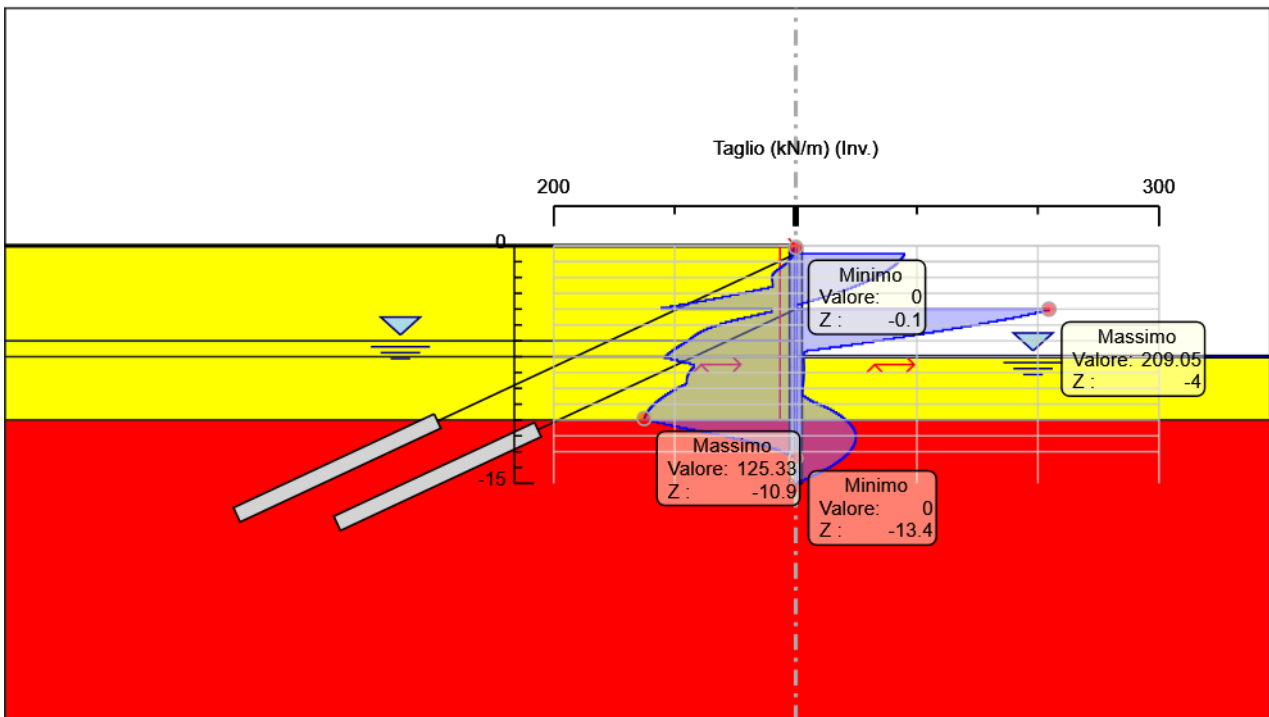 Taglio (kN/m) (Inv.)
200
300
0
Minimo
Valore: 0
Z : -0.1
Massimo
Valore: 209.05
Z : -4
Massimo
Valore: 125.33
Z : -10.9
-15
Minimo
Valore: 0
Z : -13.4